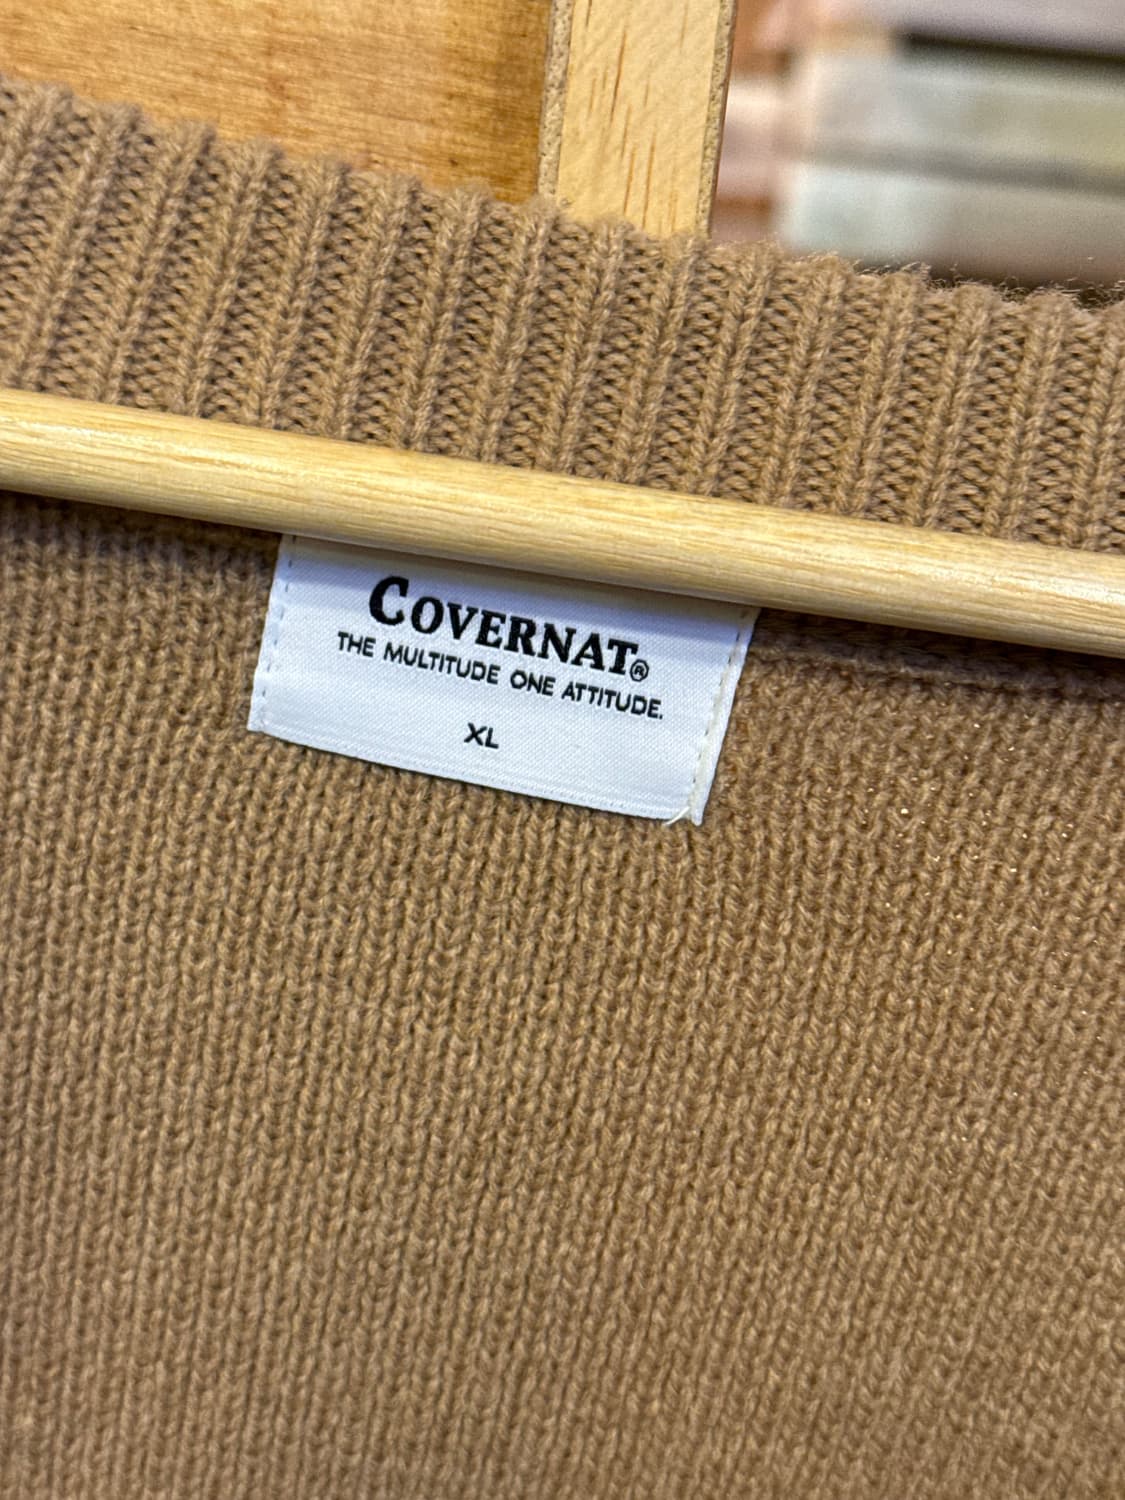 COVERNAT®
THE MULTITUDE ONE ATTITUDE.
XL